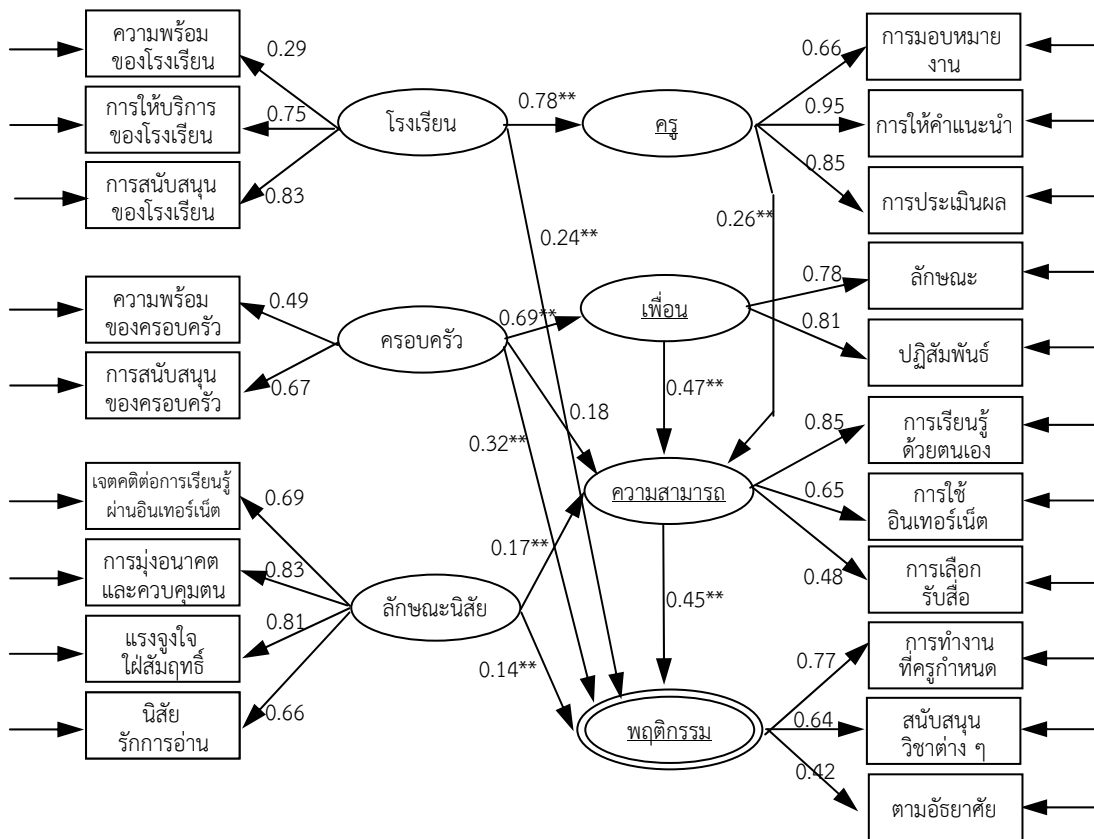 ความพร้อม
ของโรงเรียน
0.29
การให้บริการ
ของโรงเรียน
0.75
การสนับสนุน
ของโรงเรียน
0.83
โรงเรียน
0.78**
ครู
0.66
การมอบหมาย
งาน
0.95
การให้คำแนะนำ
0.85
การประเมินผล
0.24**
0.26**
ความพร้อม
ของครอบครัว
0.49
การสนับสนุน
ของครอบครัว
0.67
ครอบครัว
0.69**
เพื่อน
0.78
ลักษณะ
0.81
ปฏิสัมพันธ์
0.47**
0.18
0.32**
ความสามารถ
0.85
การเรียนรู้
ด้วยตนเอง
0.65
การใช้
อินเทอร์เน็ต
0.48
การเลือก
รับสื่อ
เจตคติต่อการเรียนรู้
ผ่านอินเทอร์เน็ต
0.69
การมุ่งอนาคต
และควบคุมตน
0.83
แรงจูงใจ
ใฝ่สัมฤทธิ์
0.81
นิสัย
รักการอ่าน
0.66
ลักษณะนิสัย
0.17**
0.14**
0.45**
พฤติกรรม
0.77
การทำงาน
ที่ครูกำหนด
0.64
สนับสนุน
วิชาต่าง ๆ
0.42
ตามอัธยาศัย